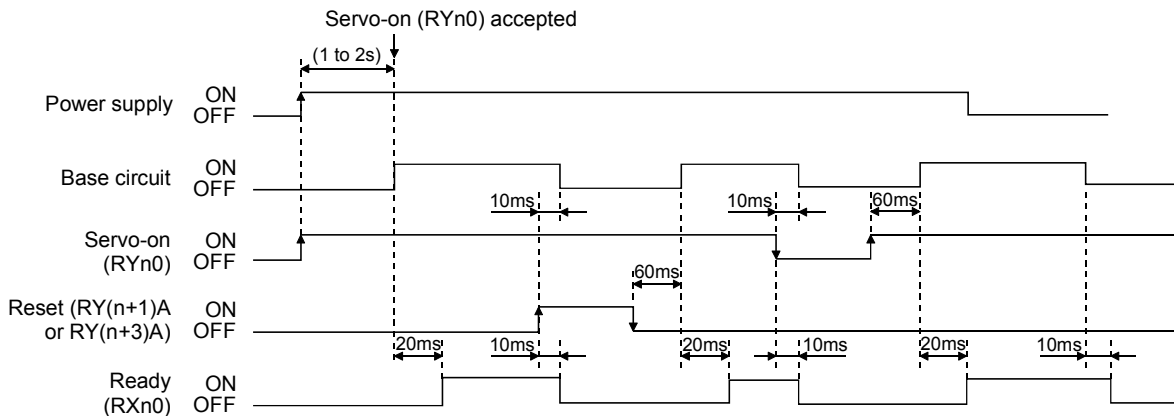 Servo-on (RYn0) accepted
(1 to 2s)
Power supply
ON
OFF
Base circuit
ON
OFF
10ms
10ms
60ms
Servo-on
(RYn0)
ON
OFF
60ms
Reset (RY(n+1)A
or RY(n+3)A)
ON
OFF
20ms
10ms
20ms
10ms
20ms
10ms
Ready
(RXn0)
ON
OFF